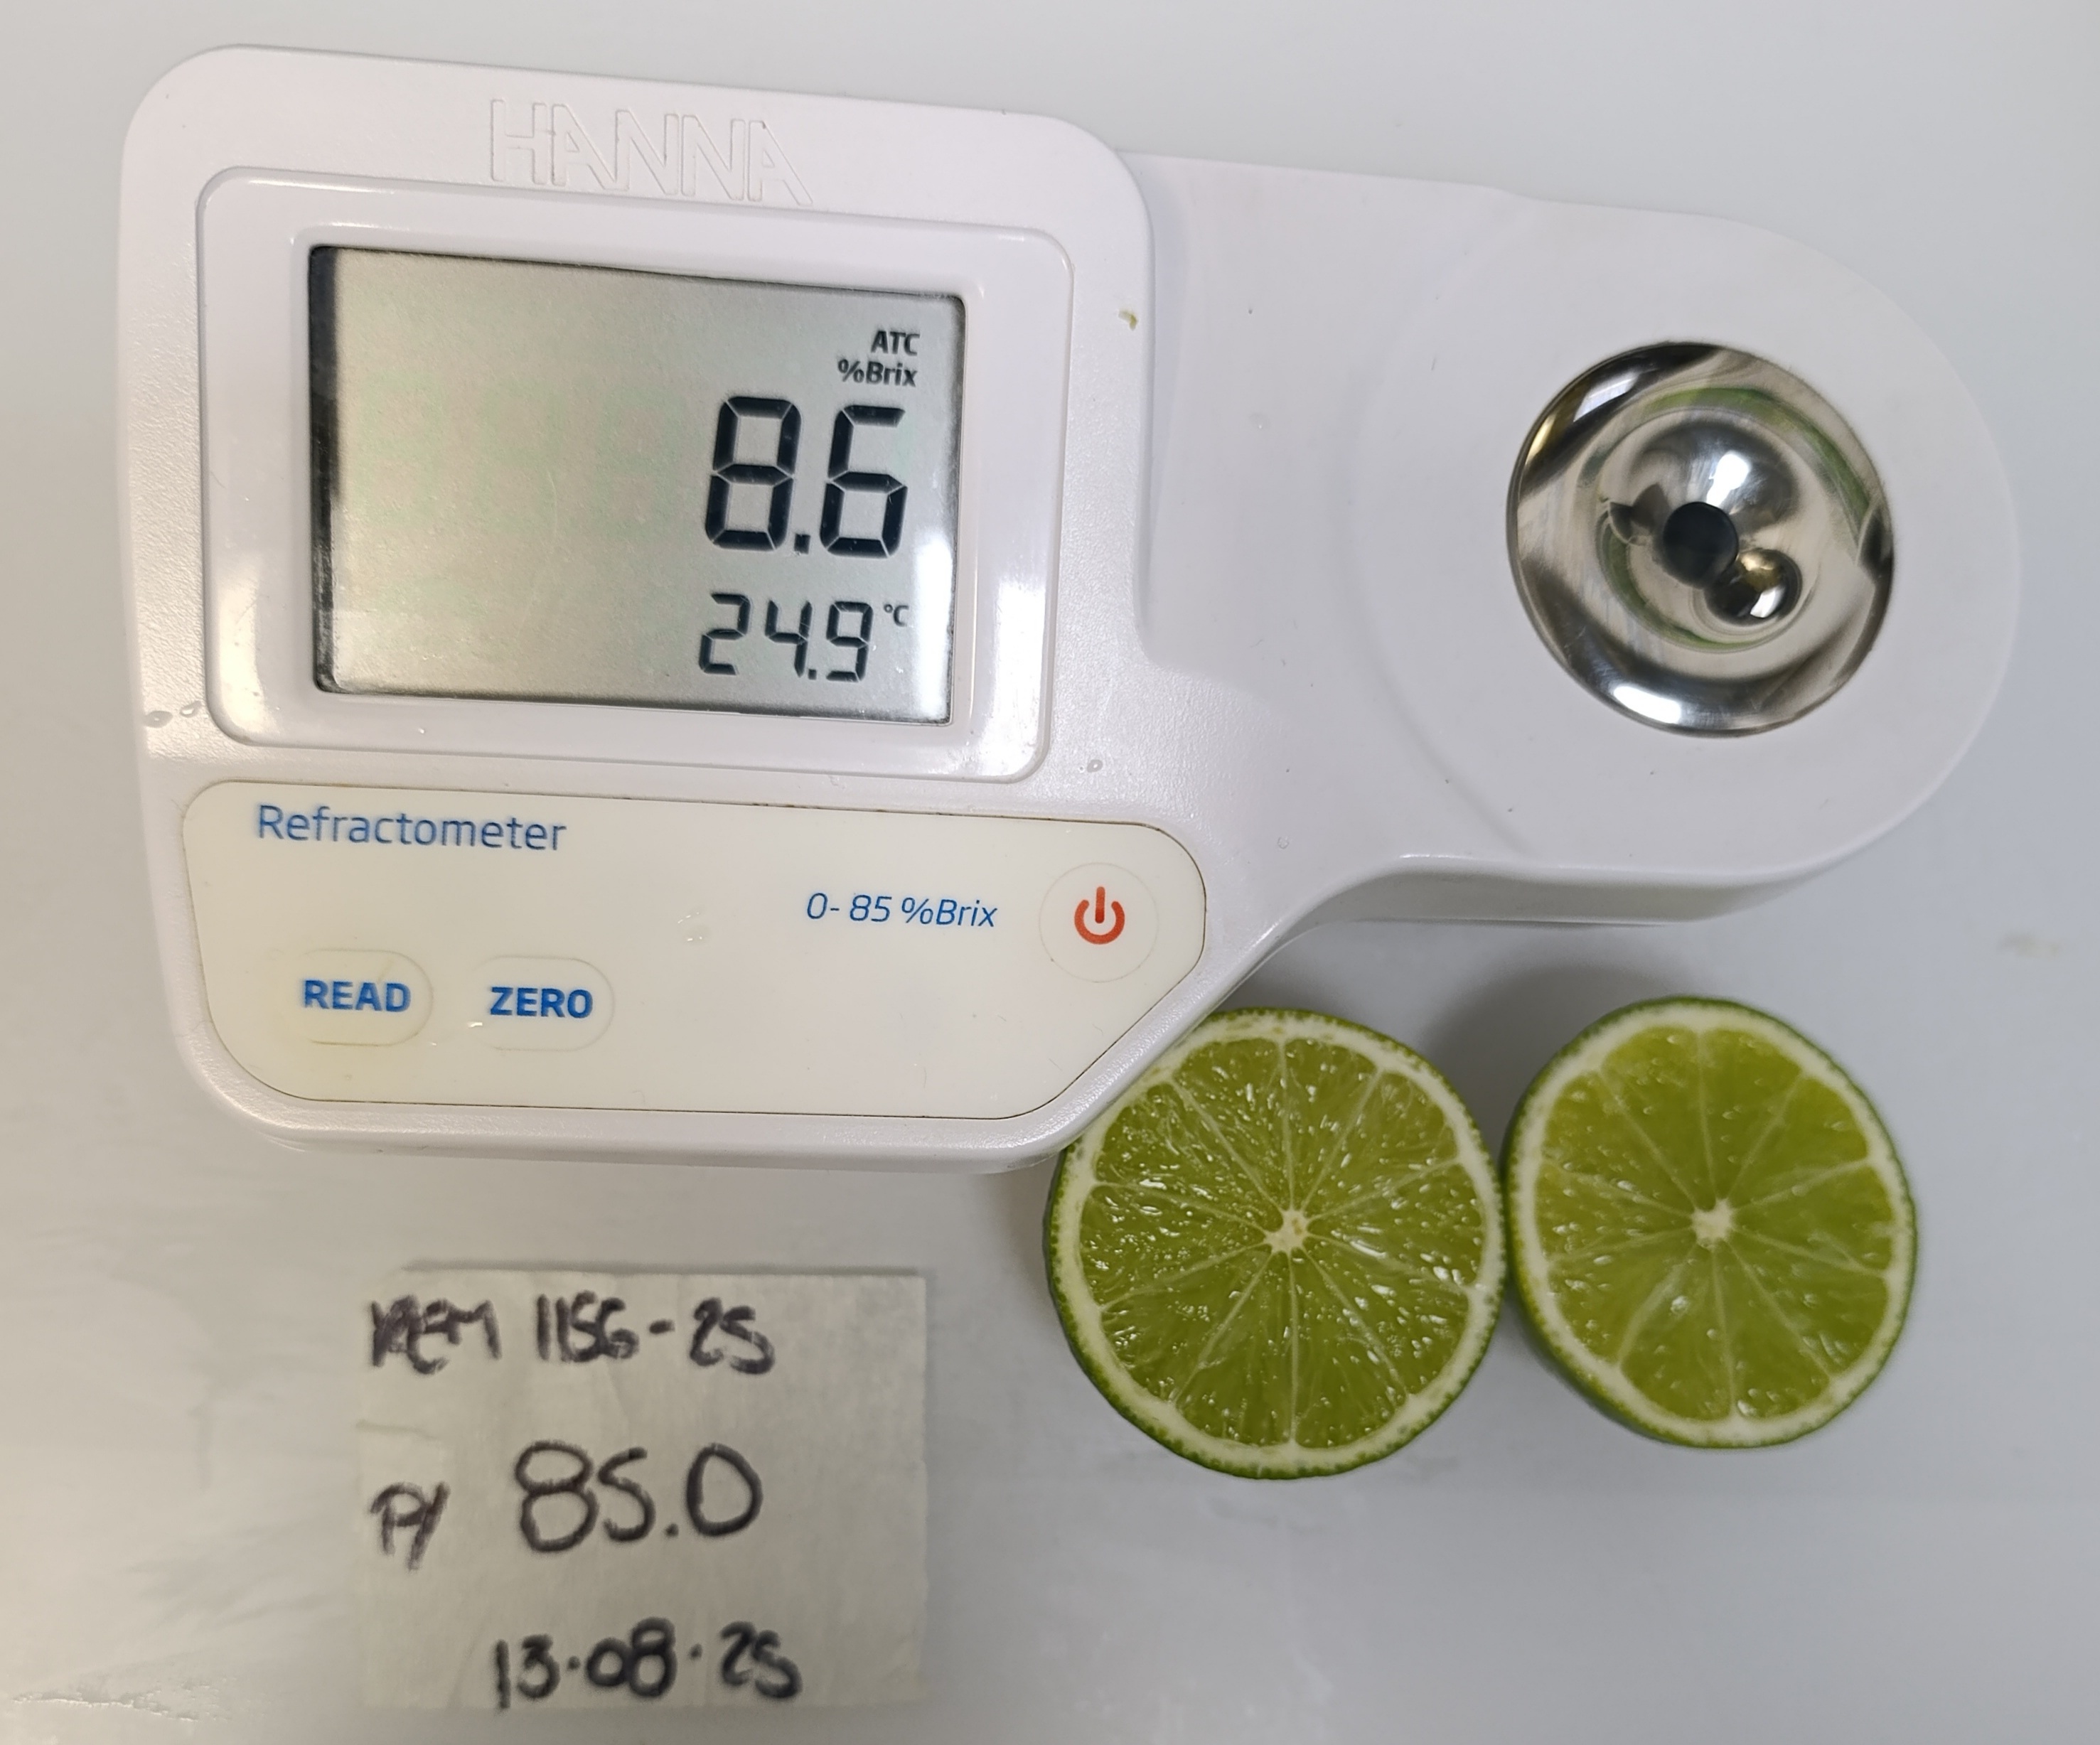 HANNA
ATC
%Brix
8.6
24.9 °C
Refractometer
0-85 %Brix
READ ZERO
1156-25
P/ 85.0
13.08.25